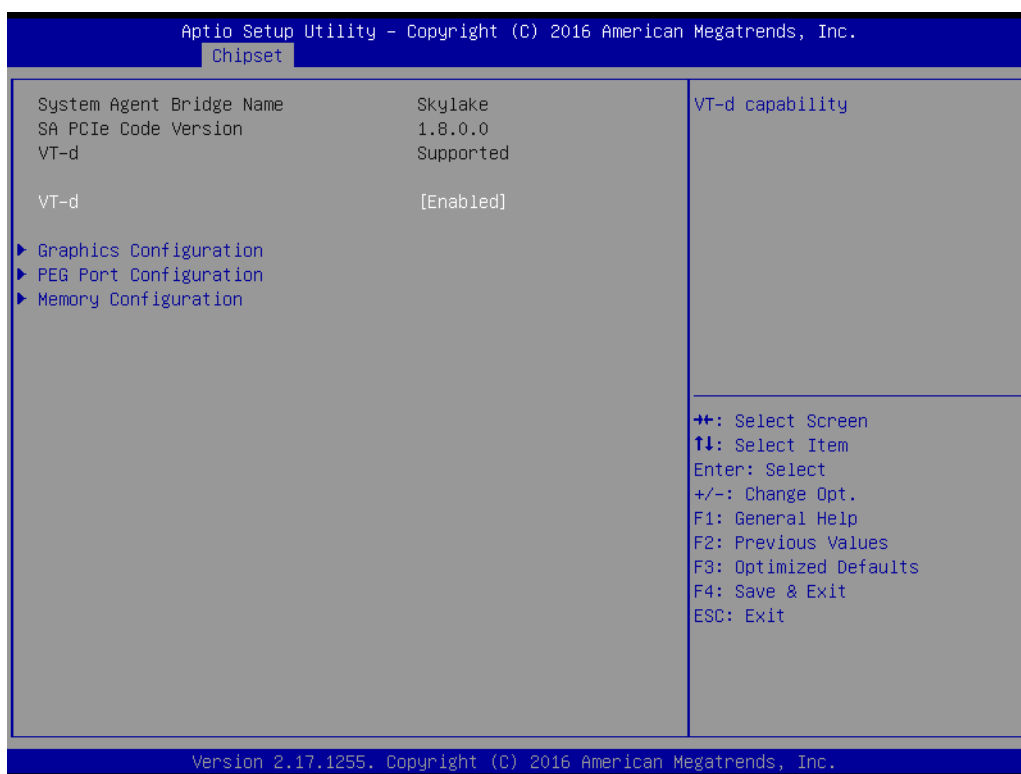 Aptio Setup Utility – Copyright (C) 2016 American Megatrends, Inc.
Chipset
System Agent Bridge Name Skylake
SA PCIe Code Version 1.8.0.0
VT-d Supported
VT-d [Enabled]
▶ Graphics Configuration
▶ PEG Port Configuration
▶ Memory Configuration
VT-d capability
→←: Select Screen
↑↓: Select Item
Enter: Select
+/-: Change Opt.
F1: General Help
F2: Previous Values
F3: Optimized Defaults
F4: Save & Exit
ESC: Exit
Version 2.17.1255. Copyright (C) 2016 American Megatrends, Inc.